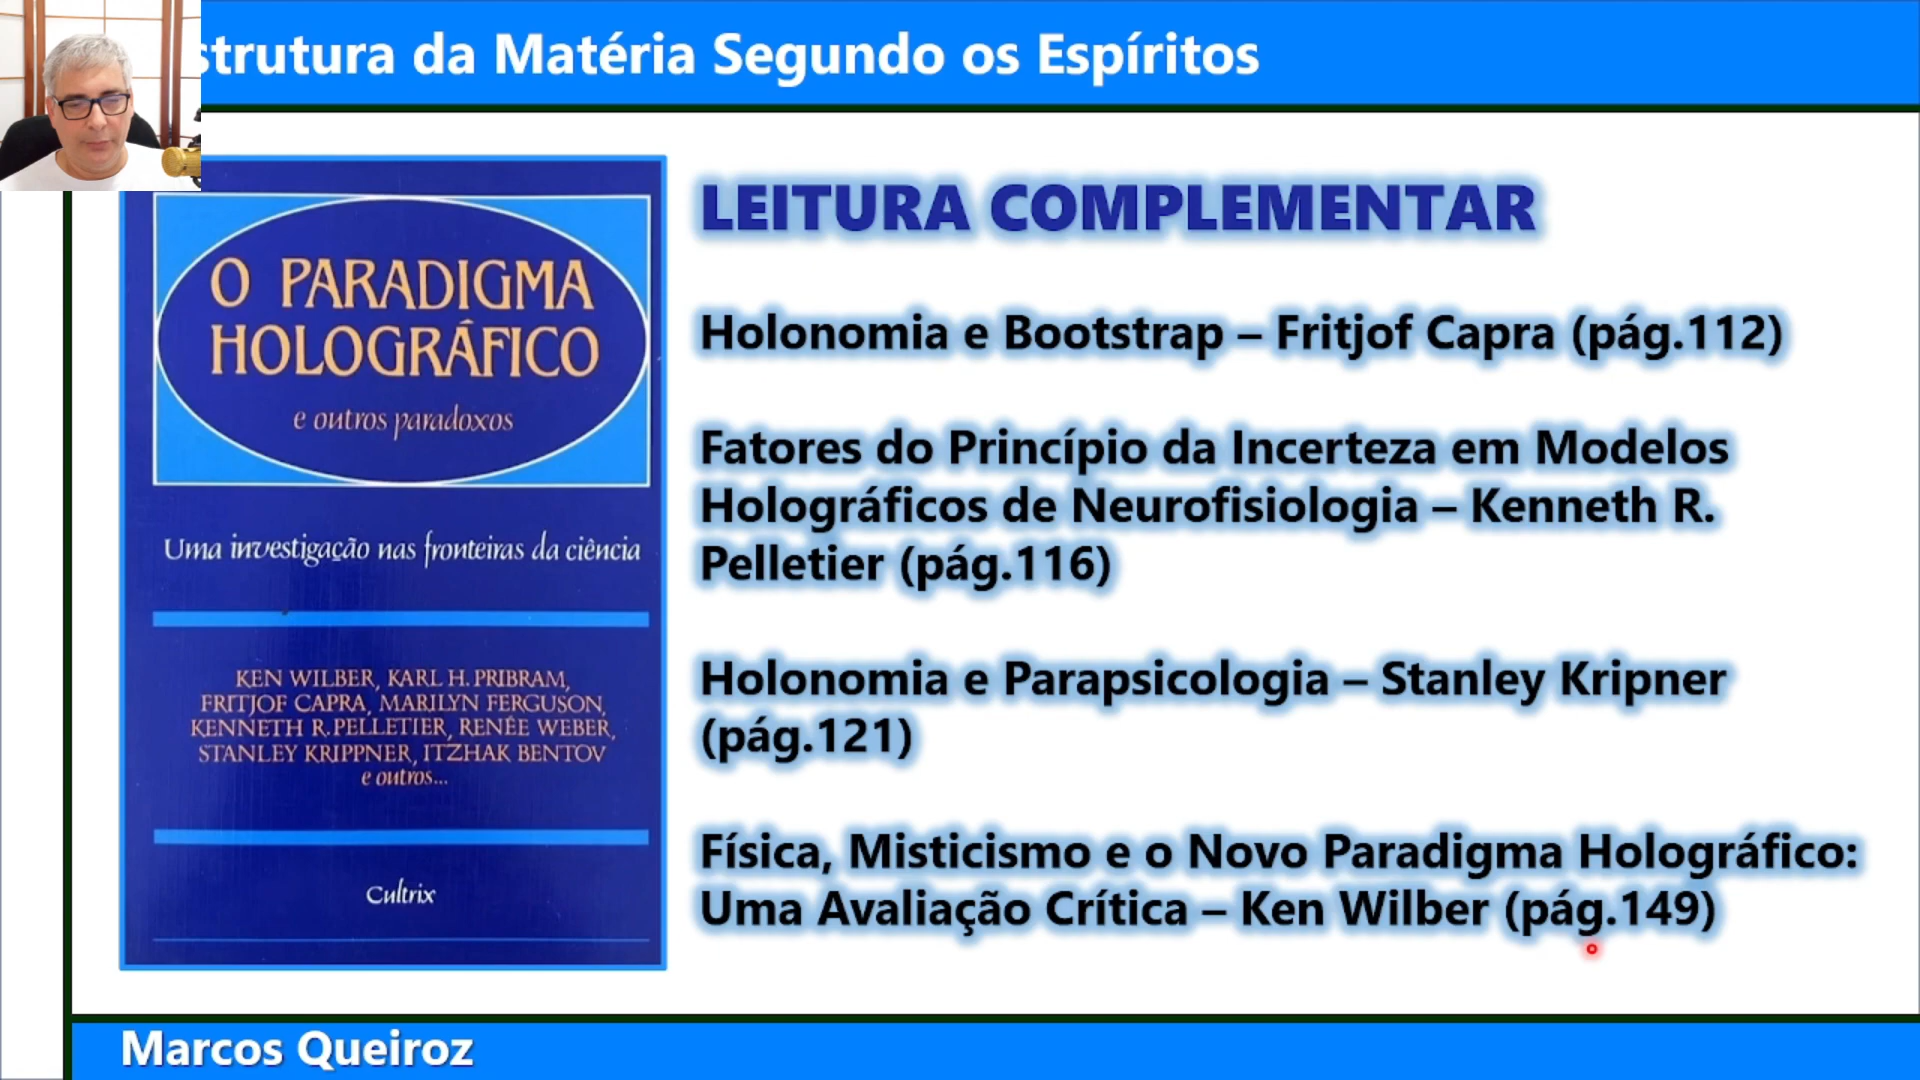 strutura da Matéria Segundo os Espíritos
O PARADIGMA
HOLOGRÁFICO
e outros paradoxos
Uma investigação nas fronteiras da ciência
KEN WILBER, KARL H. PRIBRAM,
FRITJOF CAPRA, MARILYN FERGUSON,
KENNETH R. PELLETIER, RENÉE WEBER,
STANLEY KRIPPNER, ITZHAK BENTOV
e outros...
Cultrix
LEITURA COMPLEMENTAR
Holonomia e Bootstrap – Fritjof Capra (pág.112)
Fatores do Princípio da Incerteza em Modelos
Holográficos de Neurofisiologia – Kenneth R.
Pelletier (pág.116)
Holonomia e Parapsicologia – Stanley Kripner
(pág.121)
Física, Misticismo e o Novo Paradigma Holográfico:
Uma Avaliação Crítica – Ken Wilber (pág.149)
Marcos Queiroz